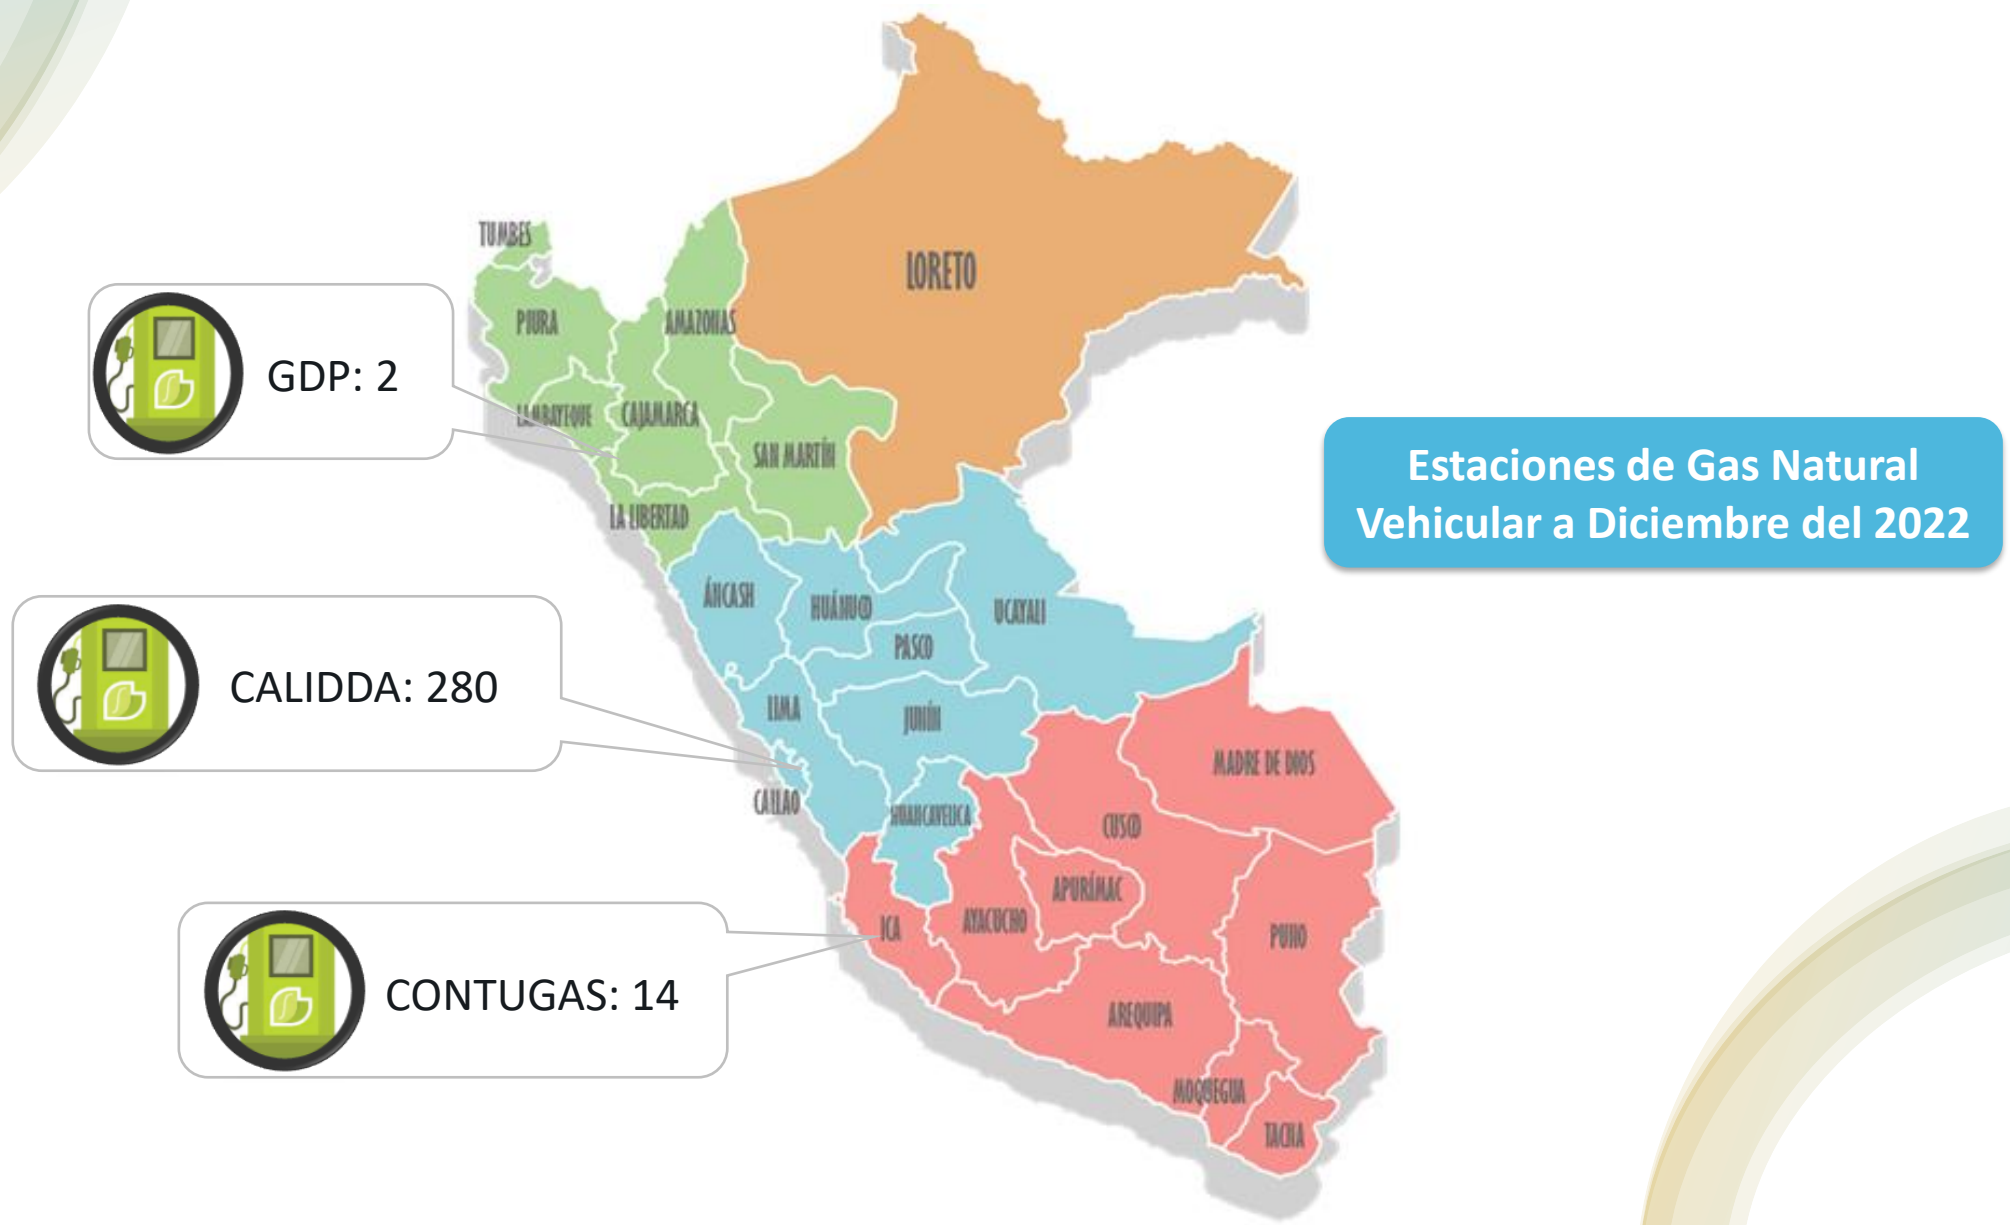 LORETO
TUMBES
PIURA
AMAZONAS
GDP: 2
LAMBAYEQUE
CAJAMARCA
SAN MARTÍN
Estaciones de Gas Natural
Vehicular a Diciembre del 2022
LA LIBERTAD
ÁNCASH
HUÁNUCO
UCAYALI
PASCO
CALIDDA: 280
LIMA
JUNÍN
MADRE DE DIOS
CALLAO
HUANCAVELICA
CUSCO
APURÍMAC
ICA
AYACUCHO
PUNO
CONTUGAS: 14
AREQUIPA
MOQUEGUA
TACNA